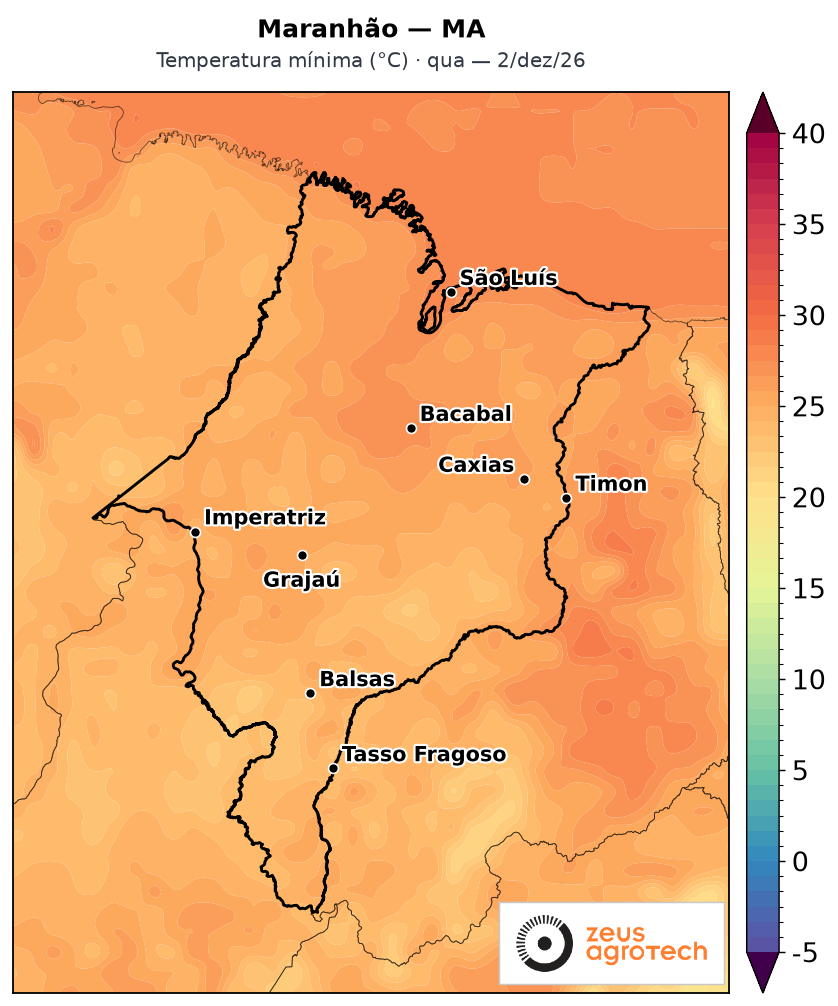 Maranhão — MA
Temperatura mínima (°C) · qua — 2/dez/26
São Luís
Bacabal
Caxias
Timon
Imperatriz
Grajaú
Balsas
Tasso Fragoso
40
35
30
25
20
15
10
5
0
-5
zeus
agrotech